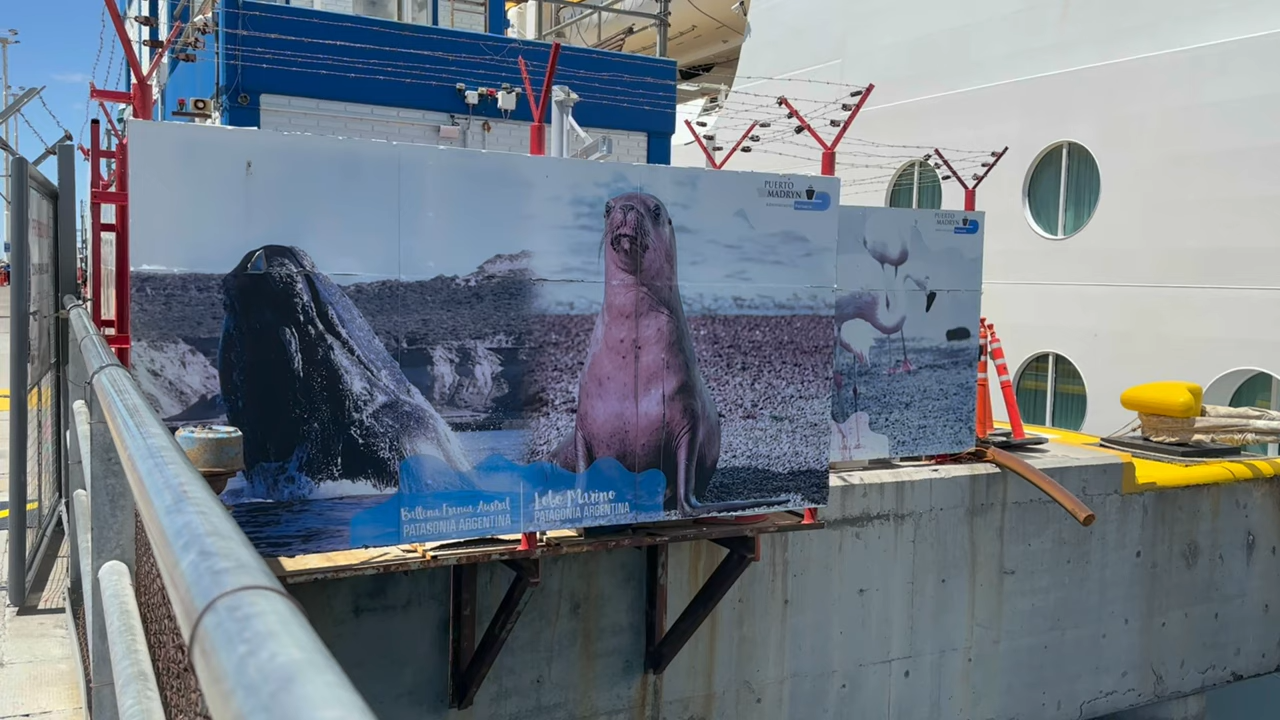 PUERTO
MADRYN
PUERTO
MADRYN
Ballena Franca Austral
PATAGONIA ARGENTINA
Lobo Marino
PATAGONIA ARGENTINA